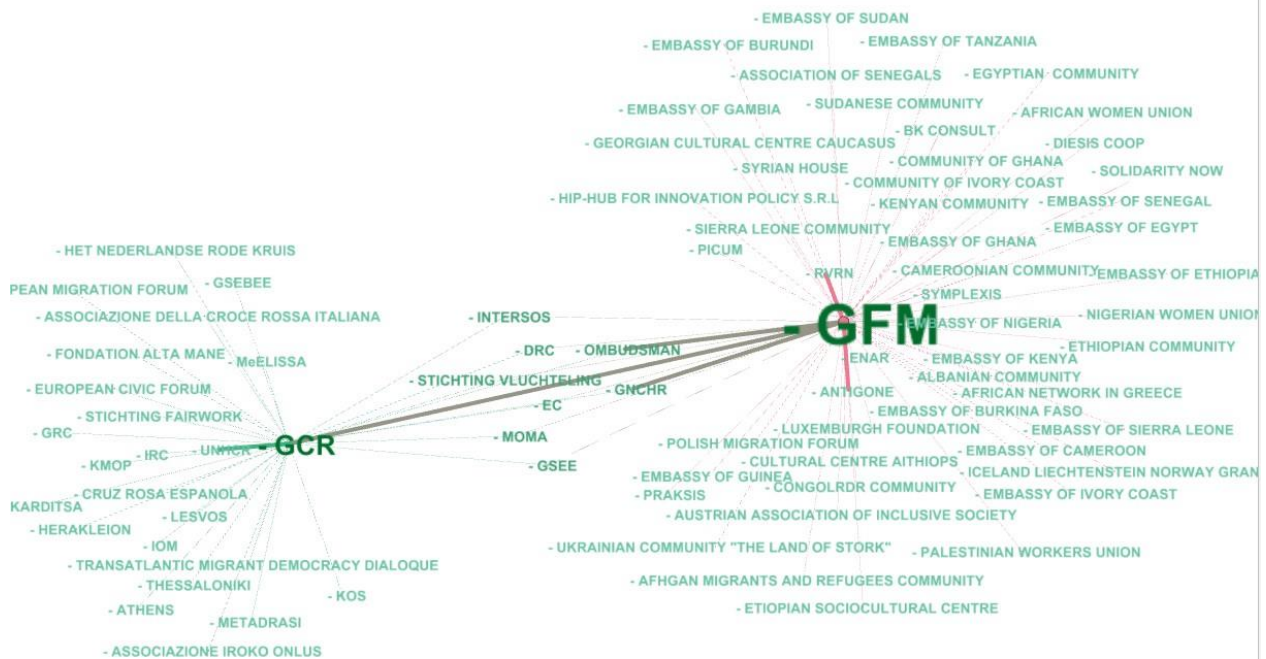 - EMBASSY OF SUDAN
- EMBASSY OF BURUNDI
- EMBASSY OF TANZANIA
- ASSOCIATION OF SENEGALS
- EGYPTIAN COMMUNITY
- EMBASSY OF GAMBIA
- SUDANESE COMMUNITY
- AFRICAN WOMEN UNION
- BK CONSULT
- GEORGIAN CULTURAL CENTRE CAUCASUS
- DIESIS COOP
- COMMUNITY OF GHANA
- SYRIAN HOUSE
- SOLIDARITY NOW
- COMMUNITY OF IVORY COAST
- HIP-HUB FOR INNOVATION POLICY S.R.L
- KENYAN COMMUNITY
- EMBASSY OF SENEGAL
- SIERRA LEONE COMMUNITY
- EMBASSY OF EGYPT
- EMBASSY OF GHANA
- PICUM
- RVRN
- CAMEROONIAN COMMUNITY
- EMBASSY OF ETHIOPIA
- SYMPLEXIS
- NIGERIAN WOMEN UNION
- GFM
- EMBASSY OF NIGERIA
- ETHIOPIAN COMMUNITY
- ENAR
- EMBASSY OF KENYA
- ALBANIAN COMMUNITY
- ANTIGONE
- AFRICAN NETWORK IN GREECE
- EMBASSY OF BURKINA FASO
- LUXEMBURGH FOUNDATION
- EMBASSY OF SIERRA LEONE
- POLISH MIGRATION FORUM
- EMBASSY OF CAMEROON
- CULTURAL CENTRE AITHIOPS
- EMBASSY OF GUINEA
- ICELAND LIECHTENSTEIN NORWAY GRAN
- CONGOLRDR COMMUNITY
- PRAKSIS
- EMBASSY OF IVORY COAST
- AUSTRIAN ASSOCIATION OF INCLUSIVE SOCIETY
- UKRAINIAN COMMUNITY "THE LAND OF STORK"
- PALESTINIAN WORKERS UNION
- AFHGAN MIGRANTS AND REFUGEES COMMUNITY
- ETIOPIAN SOCIOCULTURAL CENTRE
- INTERSOS
- DRC
- OMBUDSMAN
- STICHTING VLUCHTELING
- GNCHR
- EC
- MOMA
- GSEE
- HET NEDERLANDSE RODE KRUIS
- GSEBEE
PEAN MIGRATION FORUM
- ASSOCIAZIONE DELLA CROCE ROSSA ITALIANA
- FONDATION ALTA MANE
- MeELISSA
- EUROPEAN CIVIC FORUM
- STICHTING FAIRWORK
- GRC
- GCR
- UNHCR
- IRC
- KMOP
- CRUZ ROSA ESPANOLA
KARDITSA
- LESVOS
- HERAKLEION
- IOM
- TRANSATLANTIC MIGRANT DEMOCRACY DIALOQUE
- THESSALONIKI
- KOS
- ATHENS
- METADRASI
- ASSOCIAZIONE IROKO ONLUS